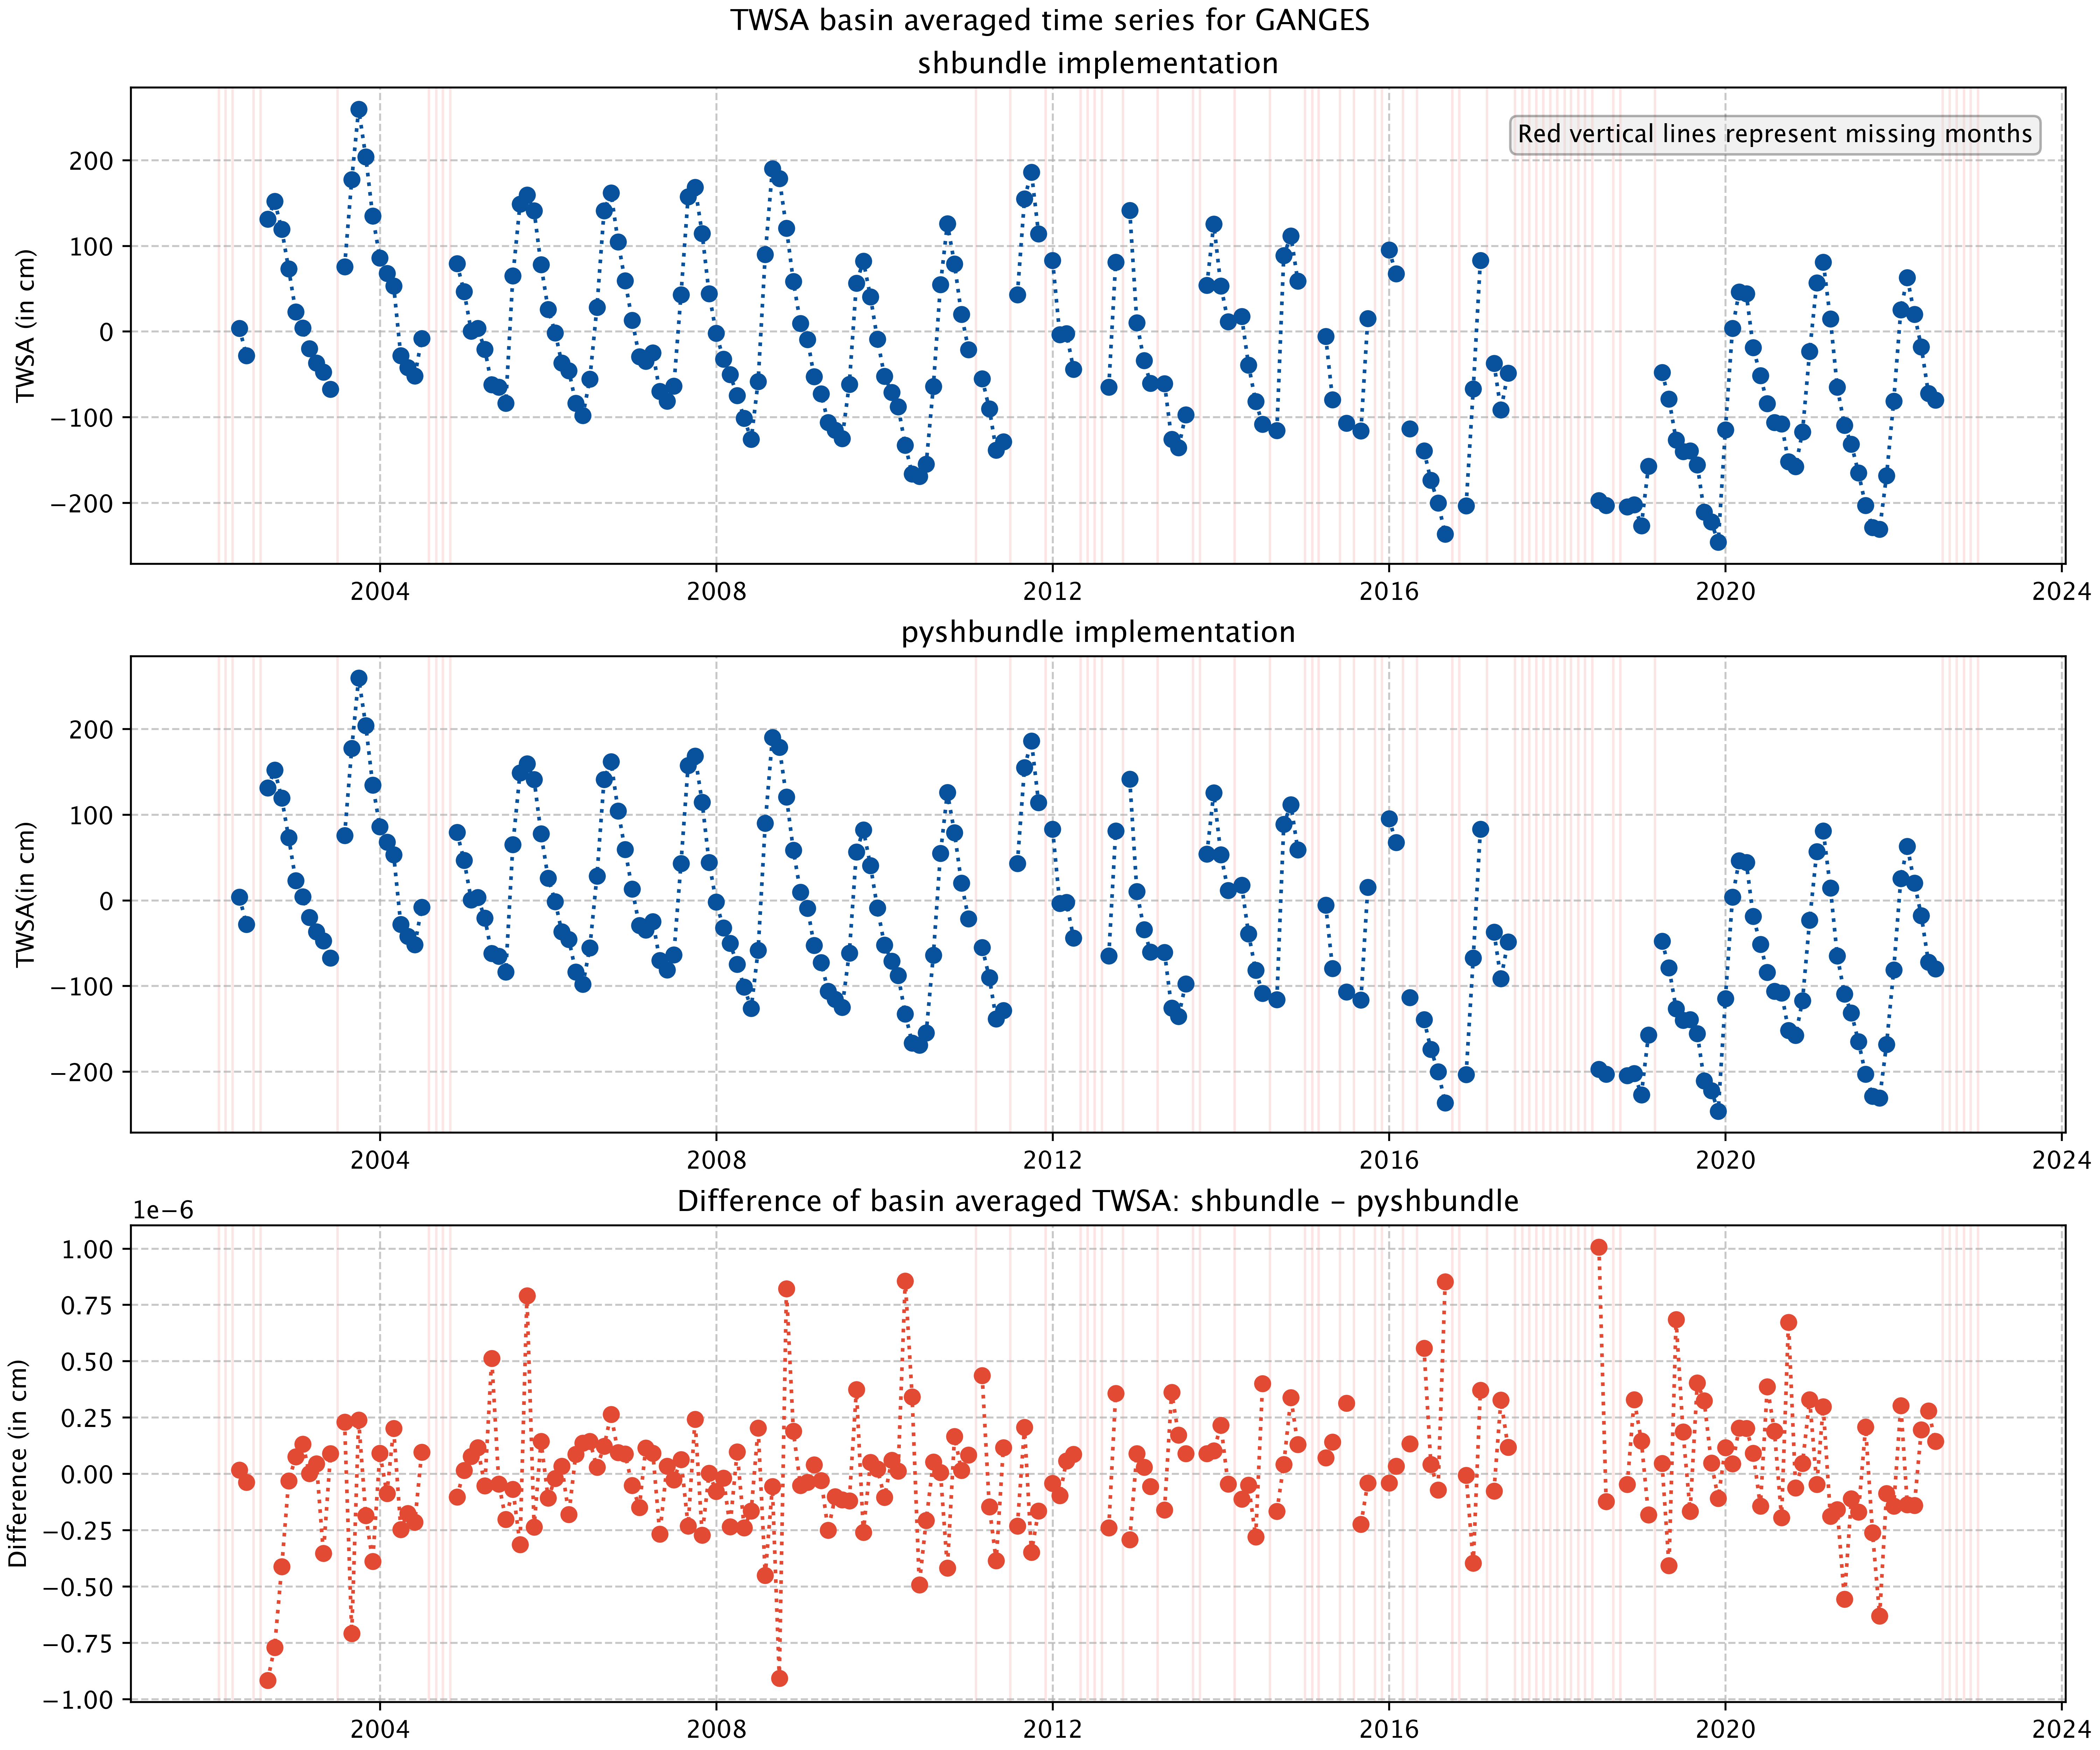 TWSA basin averaged time series for GANGES
shbundle implementation
TWSA (in cm)
200
100
0
−100
−200
Red vertical lines represent missing months
2004 2008 2012 2016 2020 2024
pyshbundle implementation
TWSA(in cm)
200
100
0
−100
−200
2004 2008 2012 2016 2020 2024
Difference of basin averaged TWSA: shbundle − pyshbundle
1e−6
Difference (in cm)
1.00
0.75
0.50
0.25
0.00
−0.25
−0.50
−0.75
−1.00
2004 2008 2012 2016 2020 2024